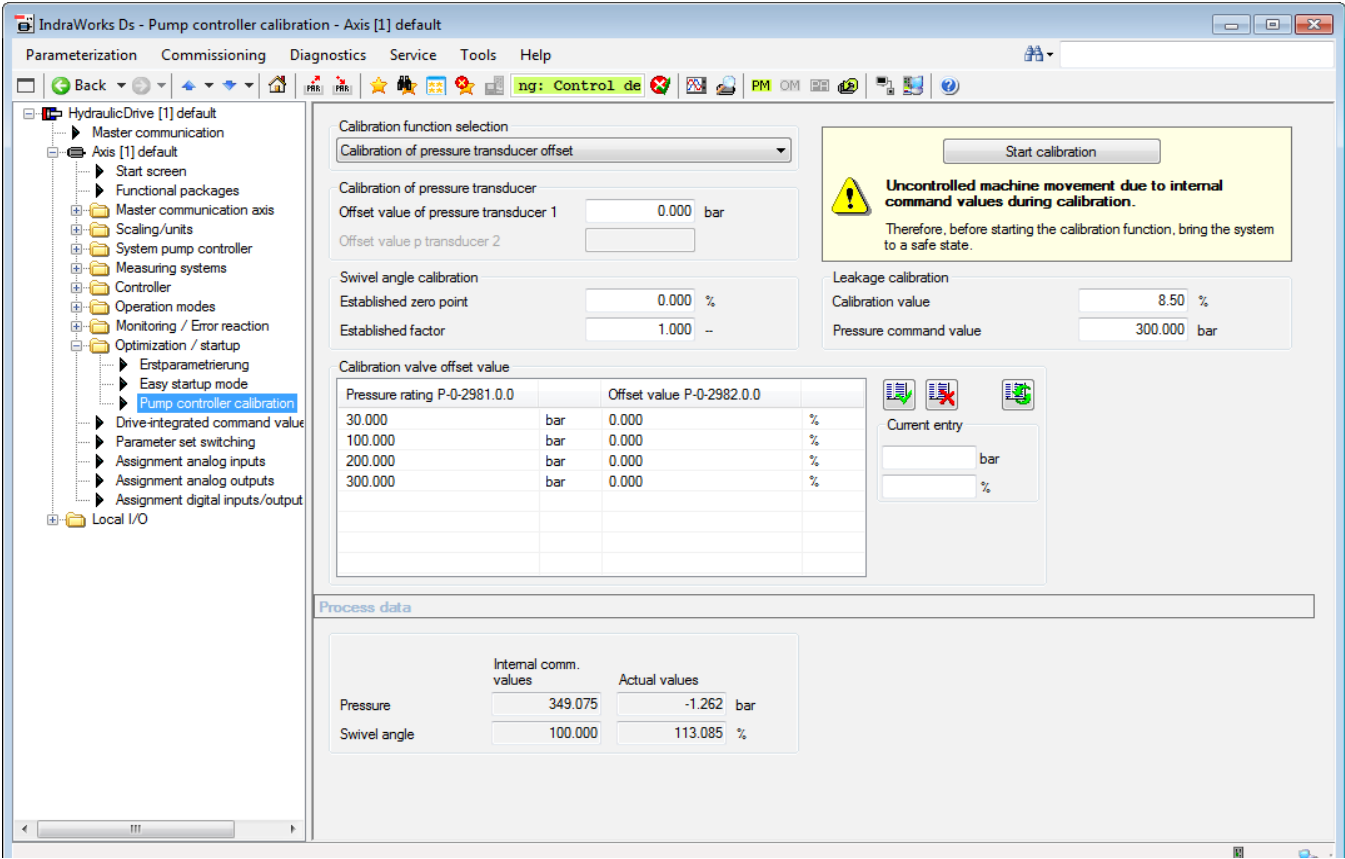 IndraWorks Ds - Pump controller calibration - Axis [1] default
Parameterization Commissioning Diagnostics Service Tools Help
Back PAR PAR ng: Control de PM OM
HydraulicDrive [1] default
Master communication
Axis [1] default
Start screen
Functional packages
Master communication axis
Scaling/units
System pump controller
Measuring systems
Controller
Operation modes
Monitoring / Error reaction
Optimization / startup
Erstparametrierung
Easy startup mode
Pump controller calibration
Drive-integrated command value
Parameter set switching
Assignment analog inputs
Assignment analog outputs
Assignment digital inputs/output
Local I/O
Calibration function selection
Calibration of pressure transducer offset
Calibration of pressure transducer
Offset value of pressure transducer 1 0.000 bar
Offset value p transducer 2
Start calibration
Uncontrolled machine movement due to internal
command values during calibration.
Therefore, before starting the calibration function, bring the system
to a safe state.
Swivel angle calibration
Established zero point 0.000 %
Established factor 1.000 --
Leakage calibration
Calibration value 8.50 %
Pressure command value 300.000 bar
Calibration valve offset value
Pressure rating P-0-2981.0.0 Offset value P-0-2982.0.0
30.000 bar 0.000 %
100.000 bar 0.000 %
200.000 bar 0.000 %
300.000 bar 0.000 %
Current entry
bar
%
Process data
Internal comm.
values Actual values
Pressure 349.075 -1.262 bar
Swivel angle 100.000 113.085 %